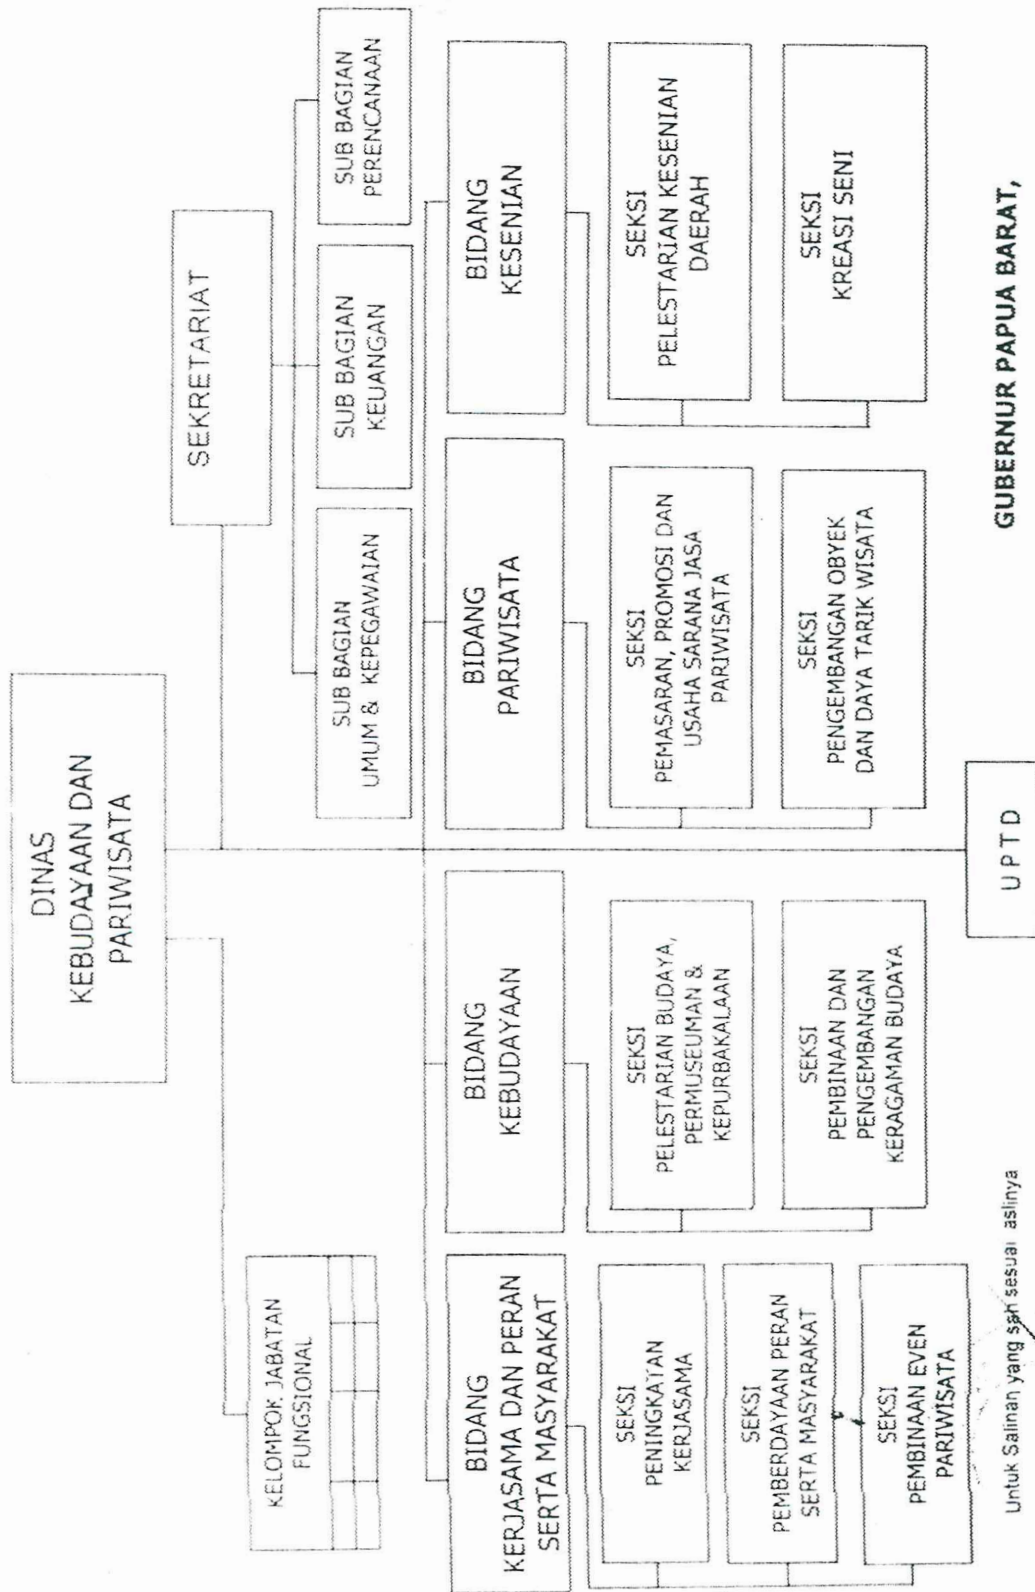 DINAS
KEBUDAYAAN DAN
PARIWISATA
SEKRETARIAT
KELOMPOK JABATAN
FUNGSIONAL
SUB BAGIAN
UMUM & KEPEGAWAIAN
SUB BAGIAN
KEUANGAN
SUB BAGIAN
PERENCANAAN
BIDANG
KERJASAMA DAN PERAN
SERTA MASYARAKAT
BIDANG
KEBUDAYAAN
BIDANG
PARIWISATA
BIDANG
KESENIAN
SEKSI
PENINGKATAN
KERJASAMA
SEKSI
PELESTARIAN BUDAYA,
PERMUSEUMAN &
KEPURBAKALAAN
SEKSI
PEMASARAN, PROMOSI DAN
USAHA SARANA JASA
PARIWISATA
SEKSI
PELESTARIAN KESENIAN
DAERAH
SEKSI
PEMBERDAYAAN PERAN
SERTA MASYARAKAT
SEKSI
PEMBINAAN DAN
PENGEMBANGAN
KERAGAMAN BUDAYA
SEKSI
PENGEMBANGAN OBYEK
DAN DAYA TARIK WISATA
SEKSI
KREASI SENI
SEKSI
PEMBINAAN EVEN
PARIWISATA
UPTD
Untuk Salinan yang sah sesuai aslinya
GUBERNUR PAPUA BARAT,